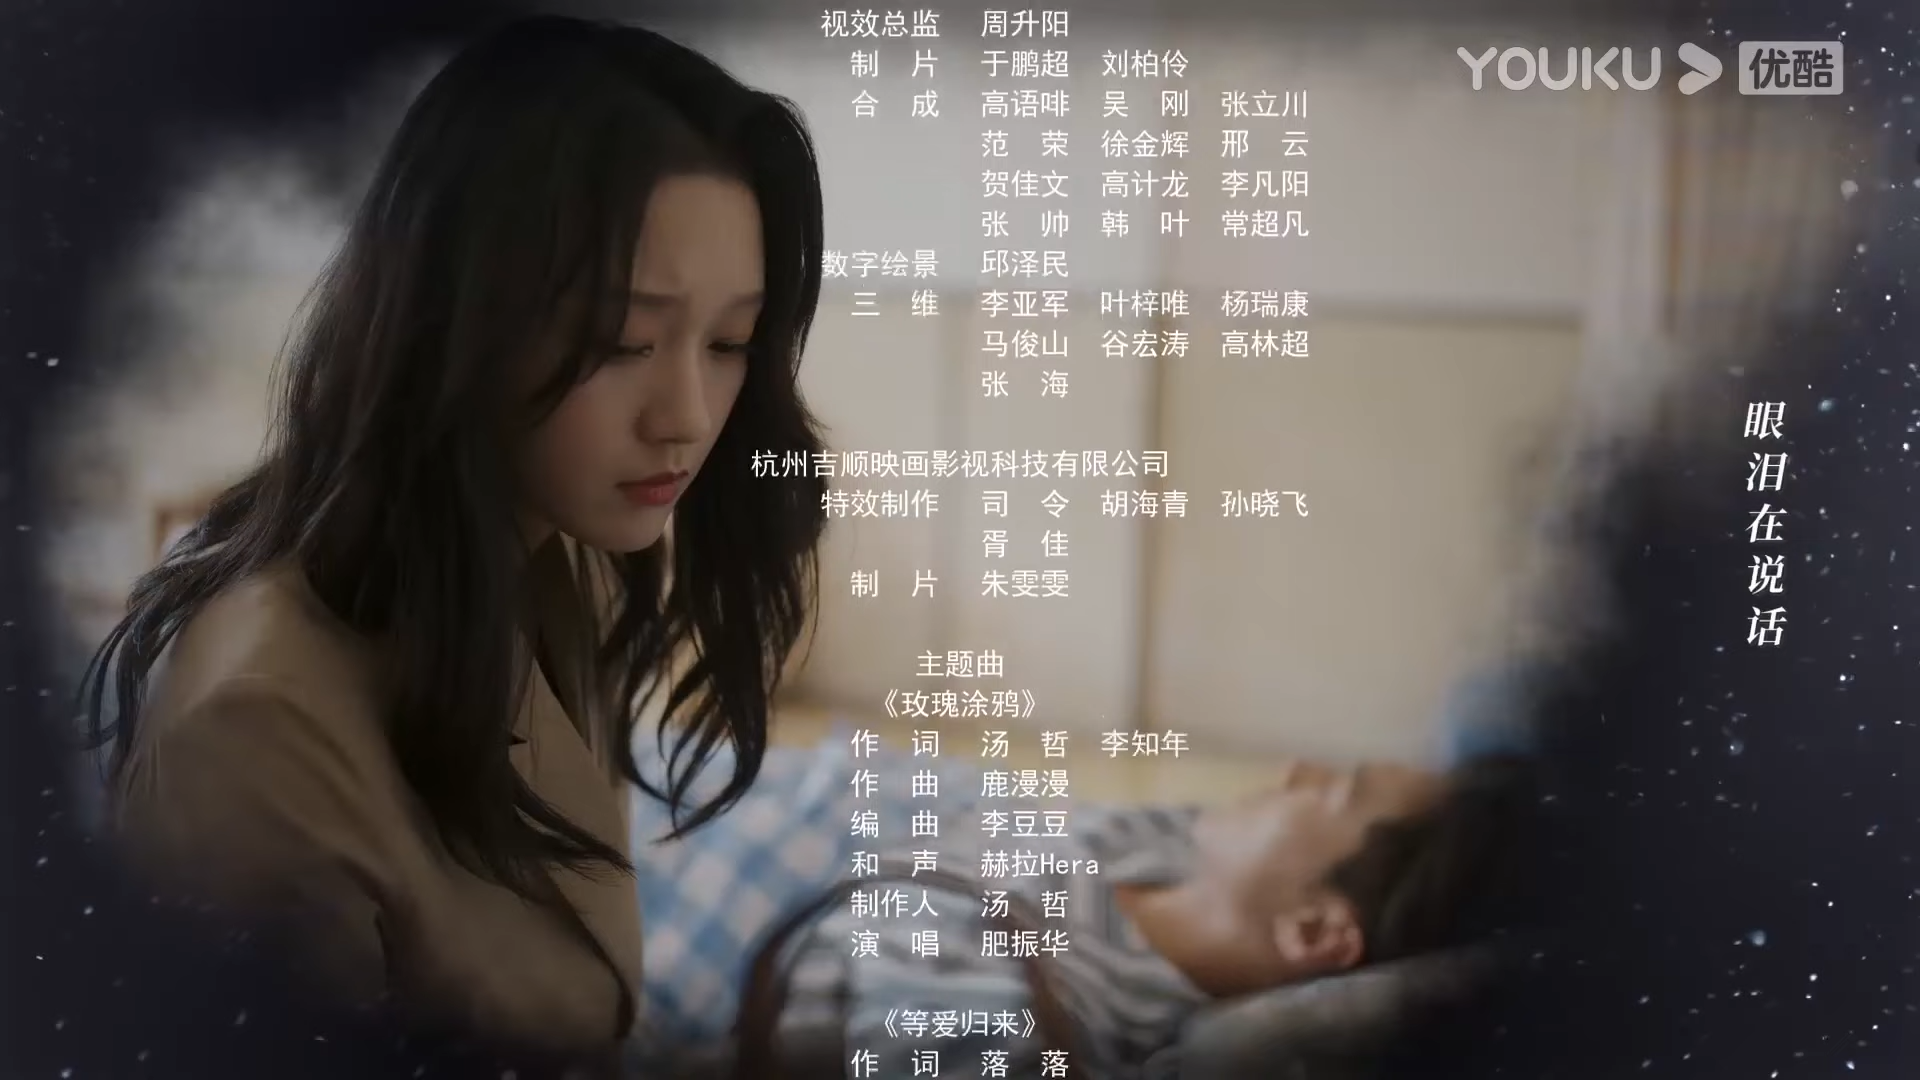 视效总监 周升阳
制 片 于鹏超 刘柏伶
合 成 高语啡 吴 刚 张立川
范 荣 徐金辉 邢 云
贺佳文 高计龙 李凡阳
张 帅 韩 叶 常超凡
数字绘景 邱泽民
三 维 李亚军 叶梓唯 杨瑞康
马俊山 谷宏涛 高林超
张 海
杭州吉顺映画影视科技有限公司
特效制作 司 令 胡海青 孙晓飞
胥 佳
制 片 朱雯雯
主题曲
《玫瑰涂鸦》
作 词 汤 哲 李知年
作 曲 鹿漫漫
编 曲 李豆豆
和 声 赫拉Hera
制作人 汤 哲
演 唱 肥振华
《等爱归来》
作 词 落 落
YOUKU 优酷
眼泪在说话